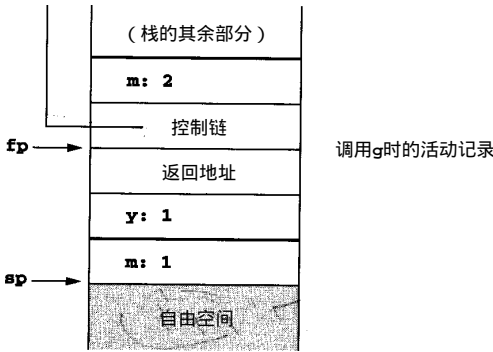 （栈的其余部分）
m: 2
控制链
fp
返回地址
调用g时的活动记录
y: 1
m: 1
sp
自由空间